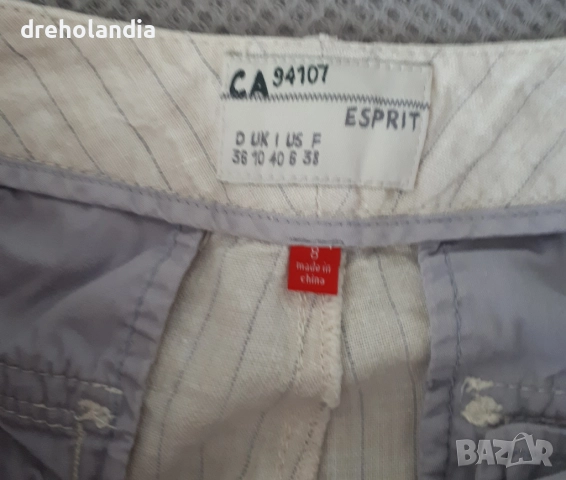 dreholandia
CA 94107
ESPRIT
D UK I US F
36 10 40 6 38
8
made in
china
BAZAR